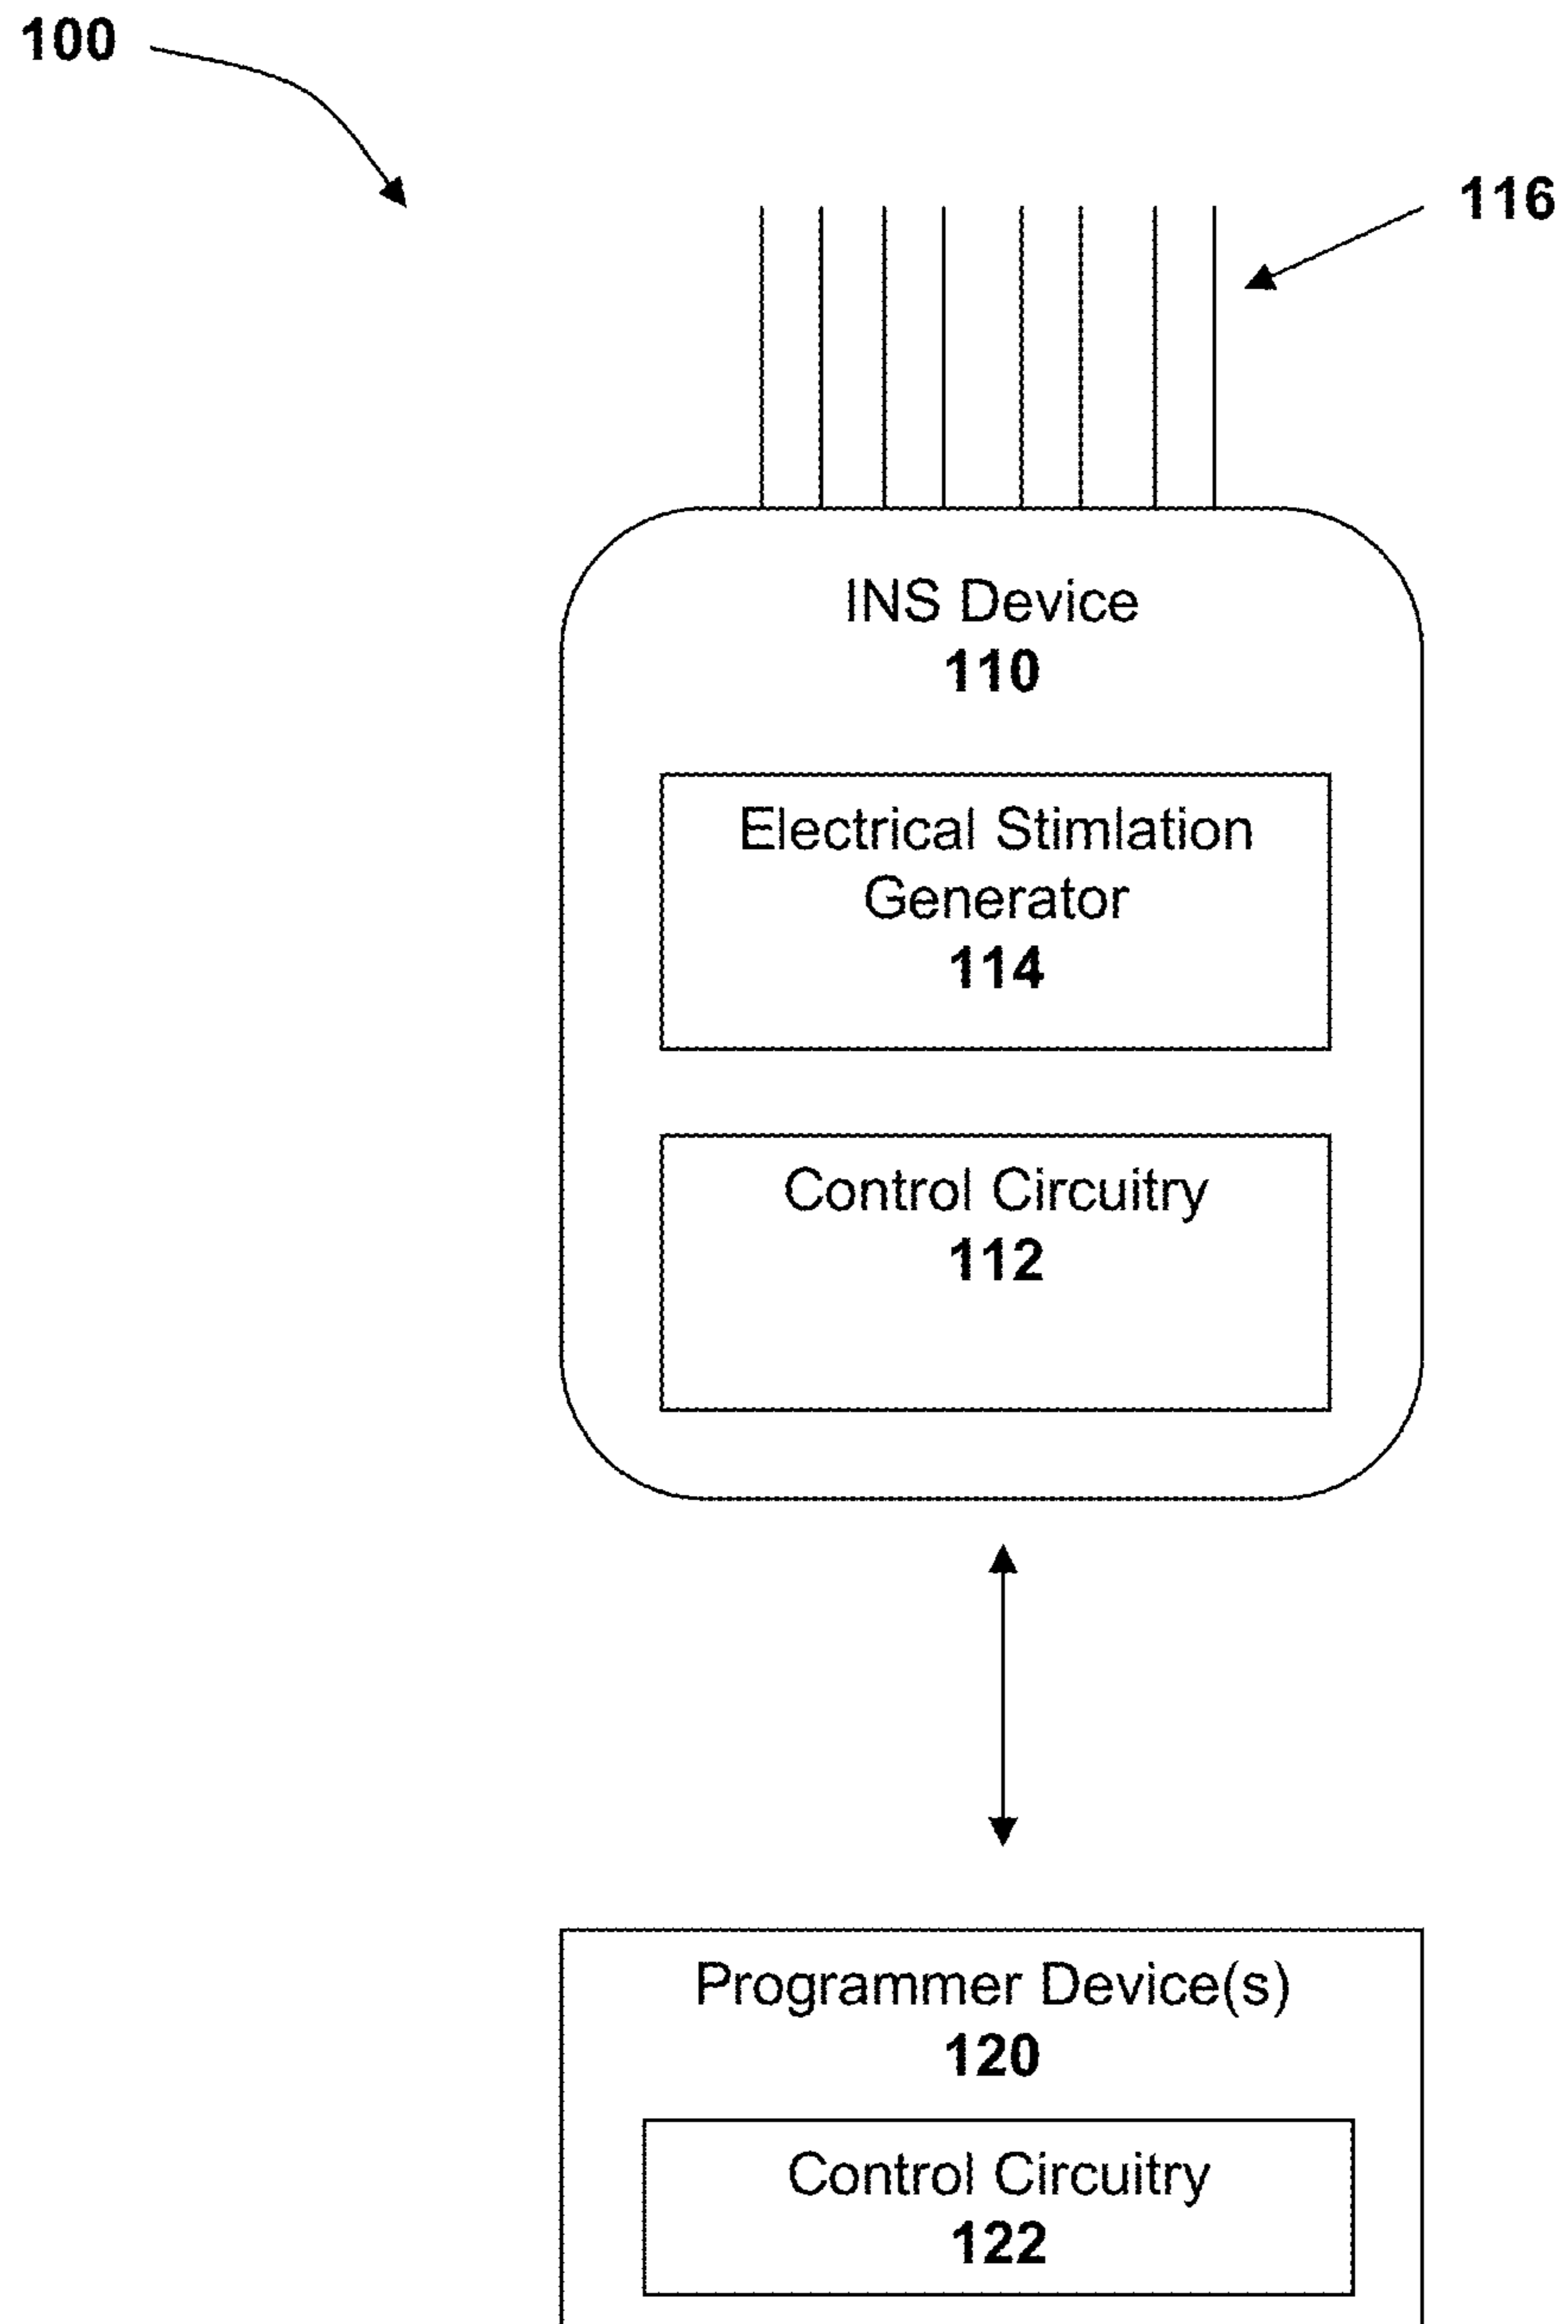 100
116
INS Device
110
Electrical Stimlation
Generator
114
Control Circuitry
112
Programmer Device(s)
120
Control Circuitry
122